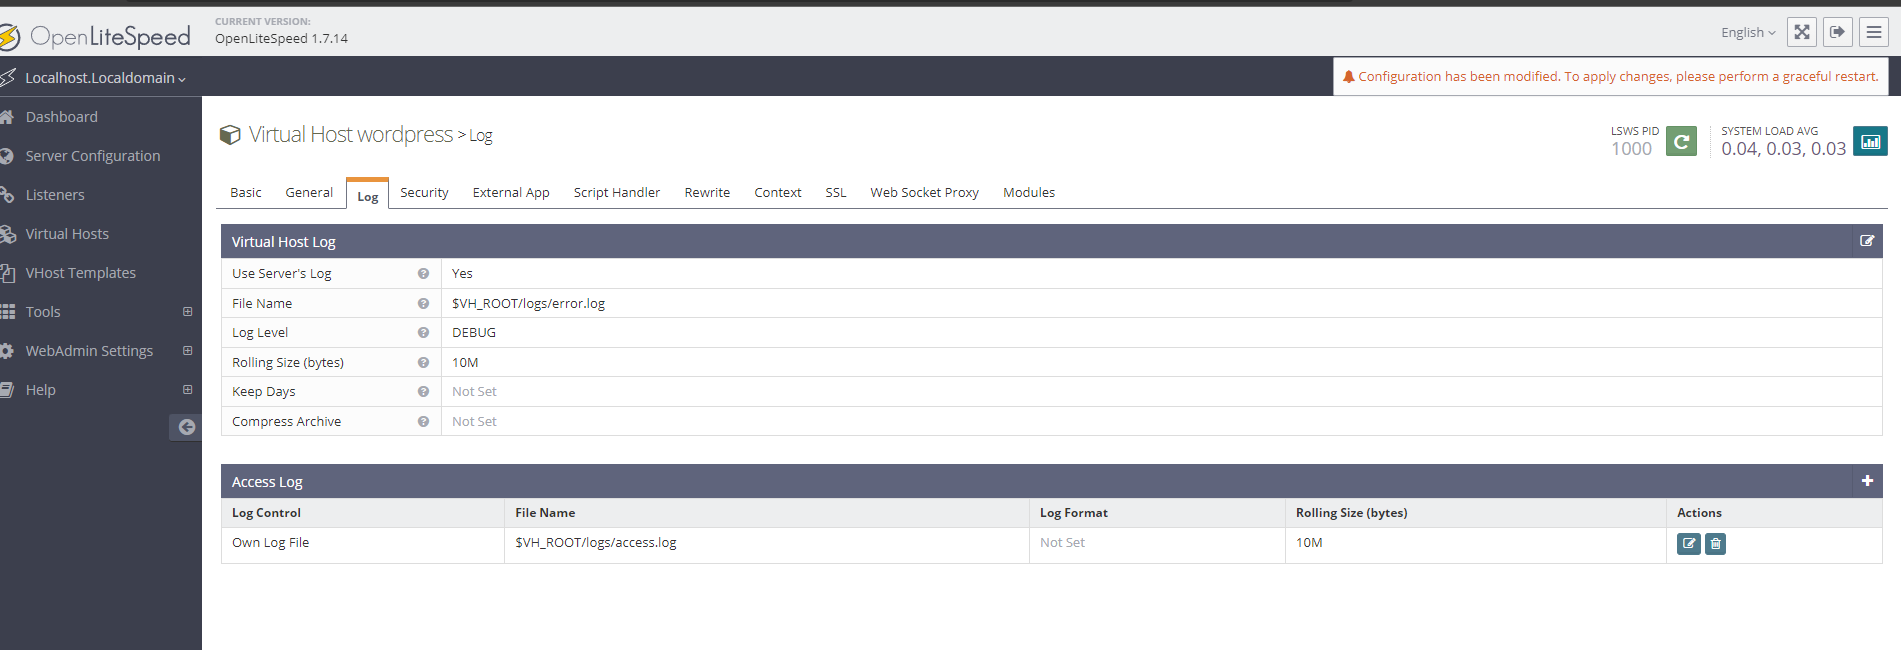 OpenLiteSpeed
CURRENT VERSION:
OpenLiteSpeed 1.7.14
English
Localhost.Localdomain
Configuration has been modified. To apply changes, please perform a graceful restart.
Dashboard
Server Configuration
Listeners
Virtual Hosts
VHost Templates
Tools
WebAdmin Settings
Help
Virtual Host wordpress > Log
LSWS PID
1000
SYSTEM LOAD AVG
0.04, 0.03, 0.03
Basic General Log Security External App Script Handler Rewrite Context SSL Web Socket Proxy Modules
Virtual Host Log
Use Server's Log Yes
File Name $VH_ROOT/logs/error.log
Log Level DEBUG
Rolling Size (bytes) 10M
Keep Days Not Set
Compress Archive Not Set
Access Log
Log Control File Name Log Format Rolling Size (bytes) Actions
Own Log File $VH_ROOT/logs/access.log Not Set 10M